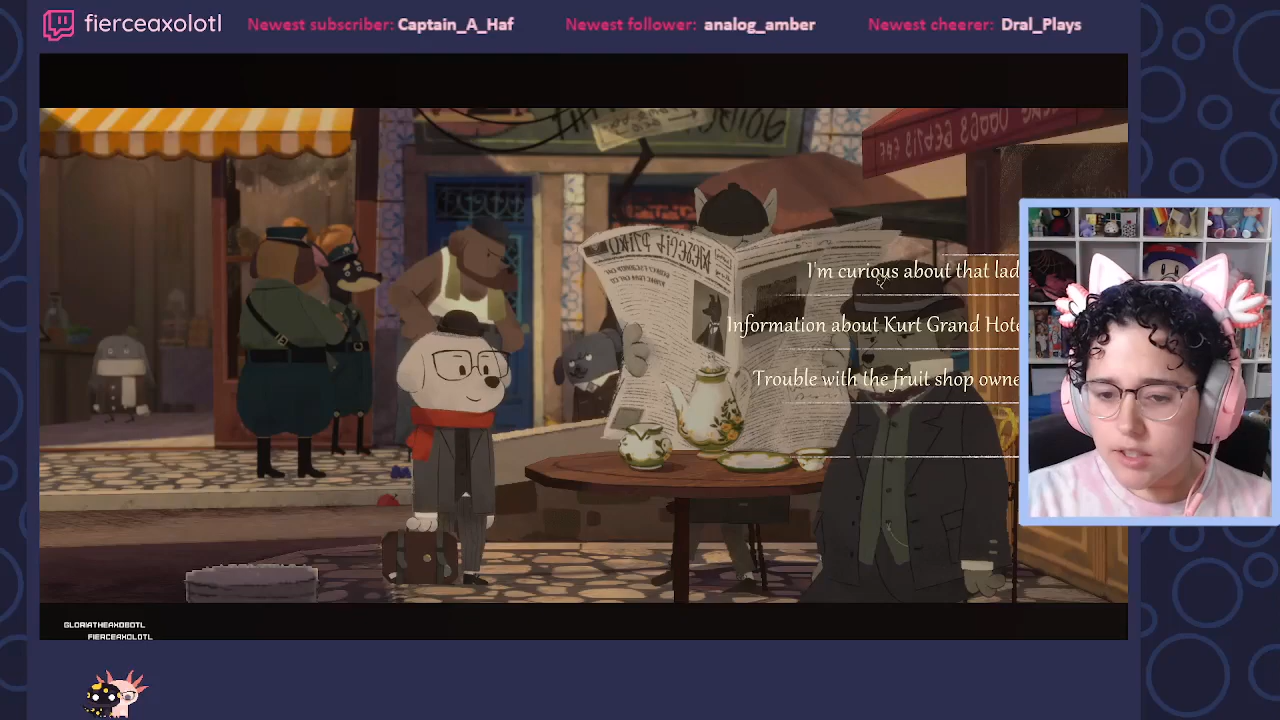 fierceaxolotl
Newest subscriber: Captain_A_Haf
Newest follower: analog_amber
Newest cheerer: Dral_Plays
I'm curious about that lad
Information about Kurt Grand Hote
Trouble with the fruit shop owne
GLORIATHEAXOBOTL
FIERCEAXOLOTL